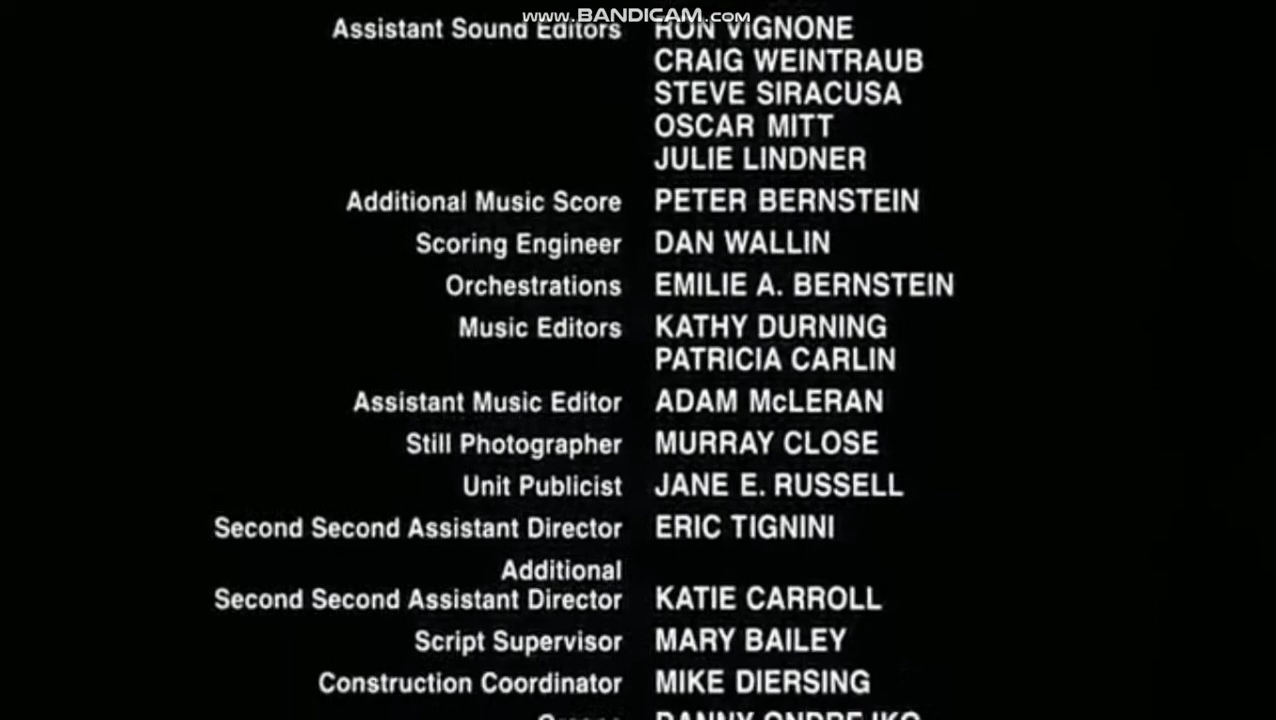 www.BANDICAM.com
Assistant Sound Editors RON VIGNONE
CRAIG WEINTRAUB
STEVE SIRACUSA
OSCAR MITT
JULIE LINDNER
Additional Music Score PETER BERNSTEIN
Scoring Engineer DAN WALLIN
Orchestrations EMILIE A. BERNSTEIN
Music Editors KATHY DURNING
PATRICIA CARLIN
Assistant Music Editor ADAM McLERAN
Still Photographer MURRAY CLOSE
Unit Publicist JANE E. RUSSELL
Second Second Assistant Director ERIC TIGNINI
Additional
Second Second Assistant Director KATIE CARROLL
Script Supervisor MARY BAILEY
Construction Coordinator MIKE DIERSING
DANNY ONDREJKO